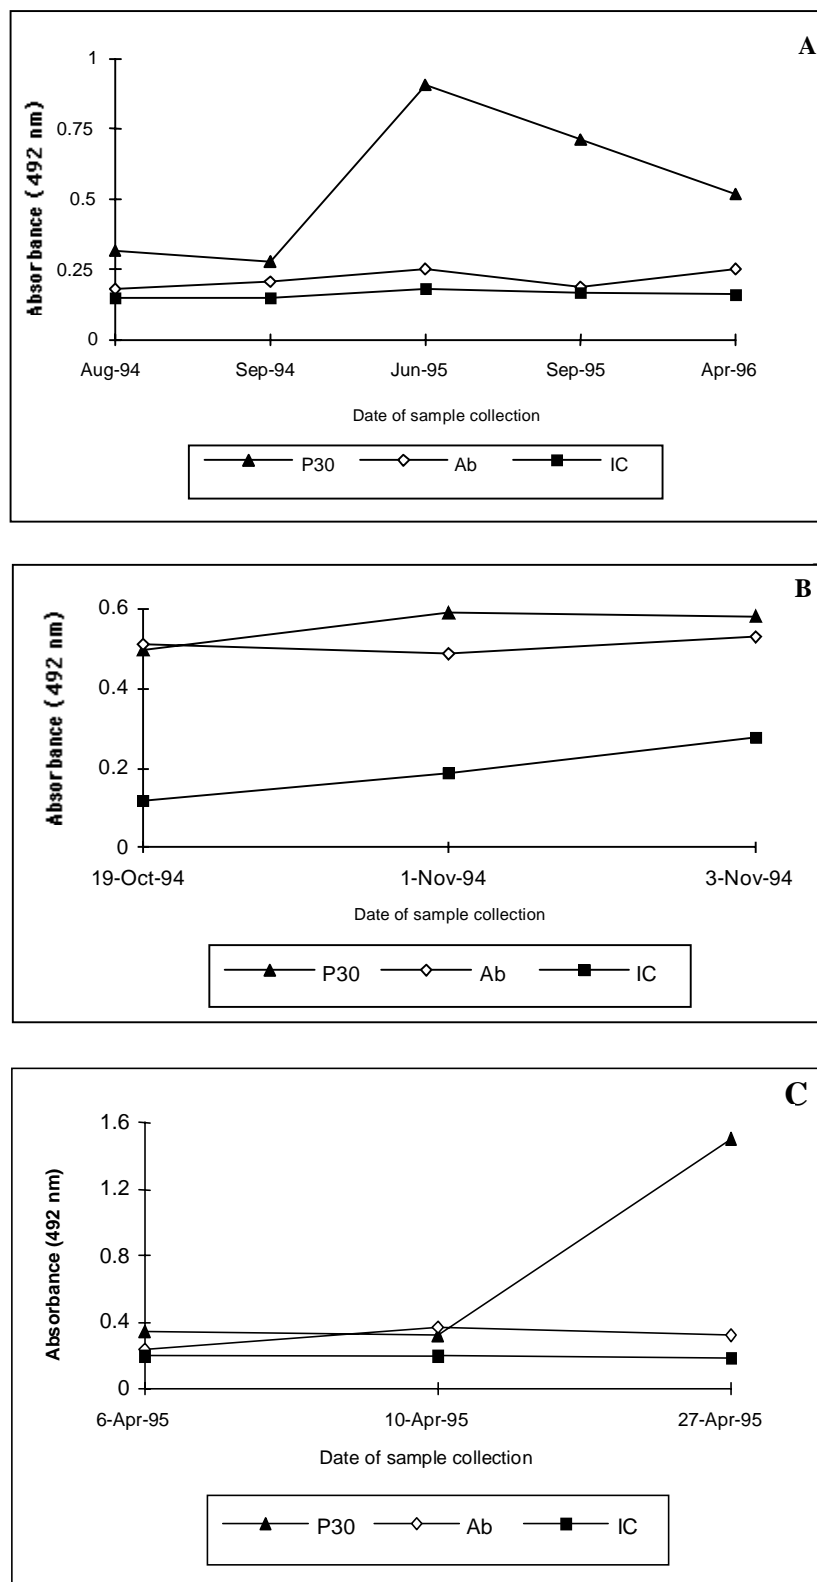 A
1
0.75
0.5
0.25
0
Absorbance (492 nm)
Aug-94 Sep-94 Jun-95 Sep-95 Apr-96
Date of sample collection
P30 Ab IC
B
0.6
0.4
0.2
0
Absorbance (492 nm)
19-Oct-94 1-Nov-94 3-Nov-94
Date of sample collection
P30 Ab IC
C
1.6
1.2
0.8
0.4
0
Absorbance (492 nm)
6-Apr-95 10-Apr-95 27-Apr-95
Date of sample collection
P30 Ab IC